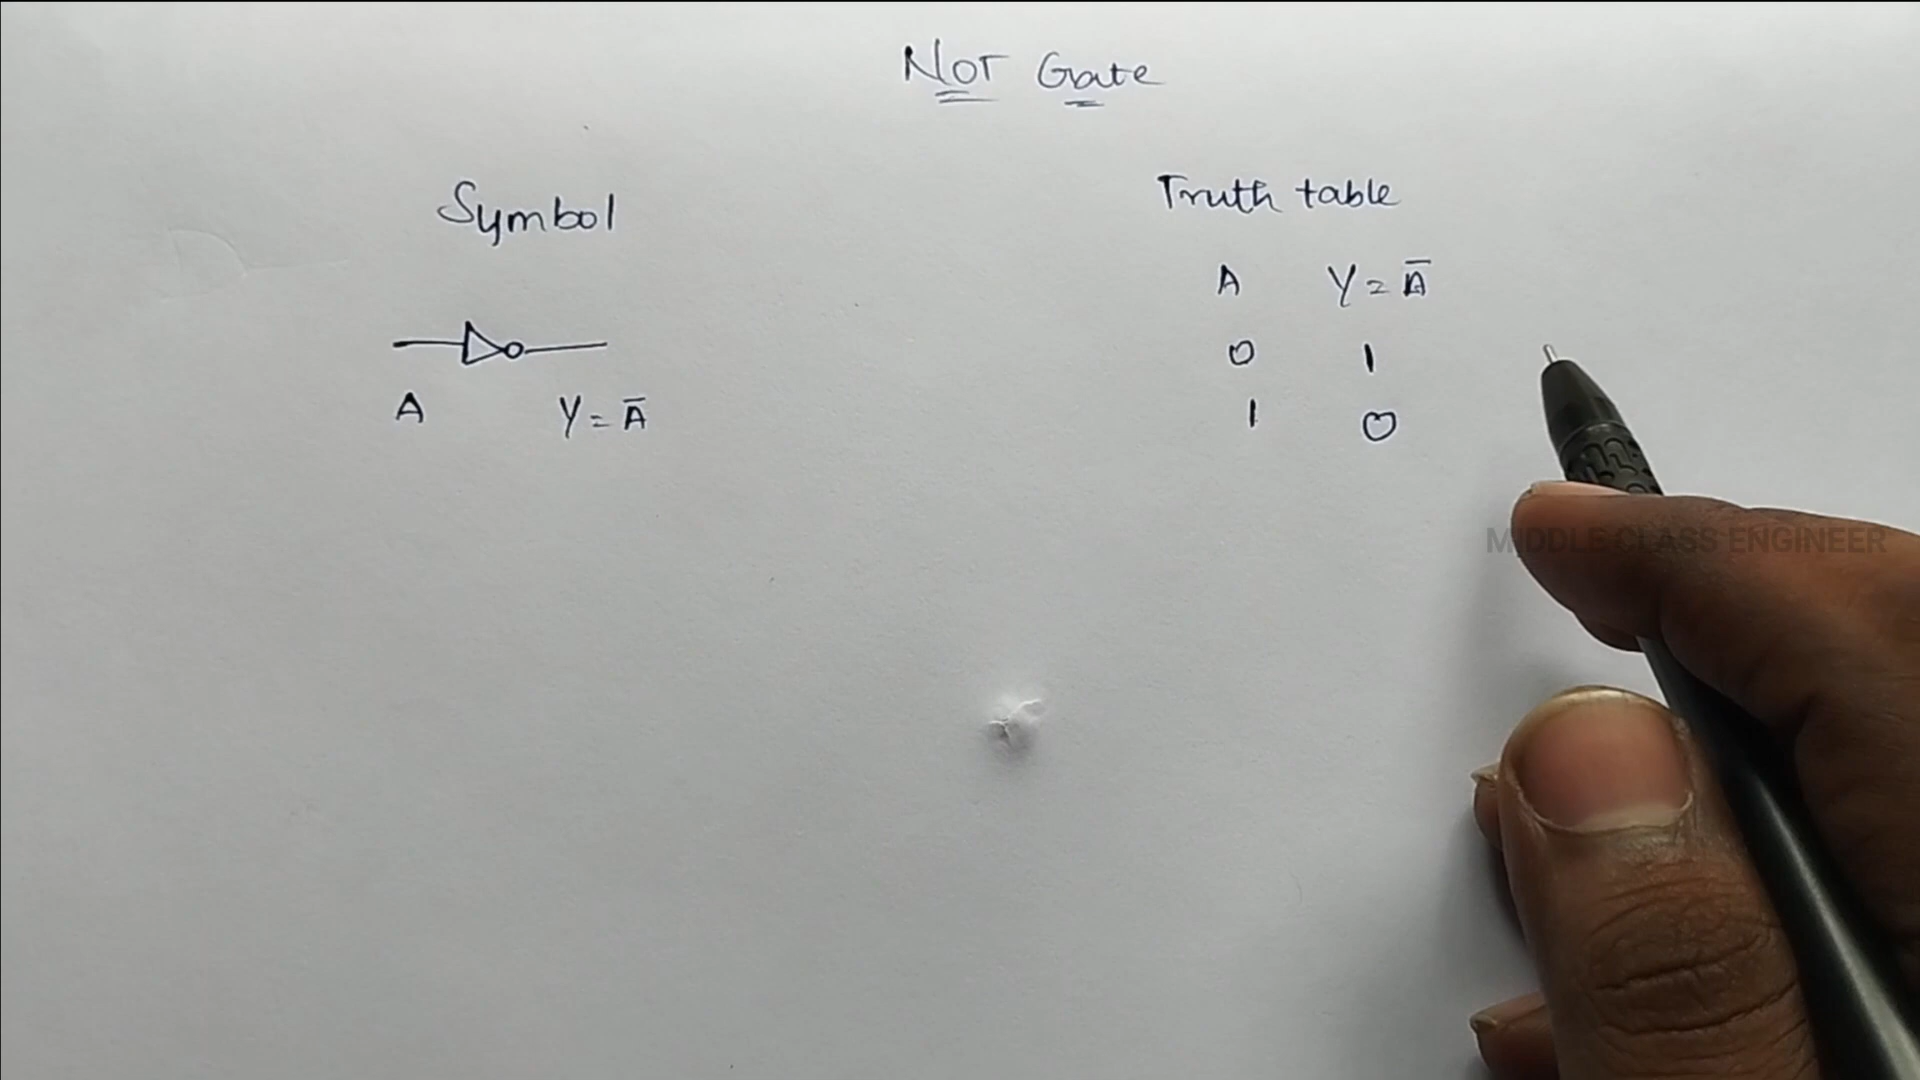 NOT Gate
Symbol
A Y = Ā
Truth table
A Y = Ā
0 1
1 0
MIDDLE CLASS ENGINEER